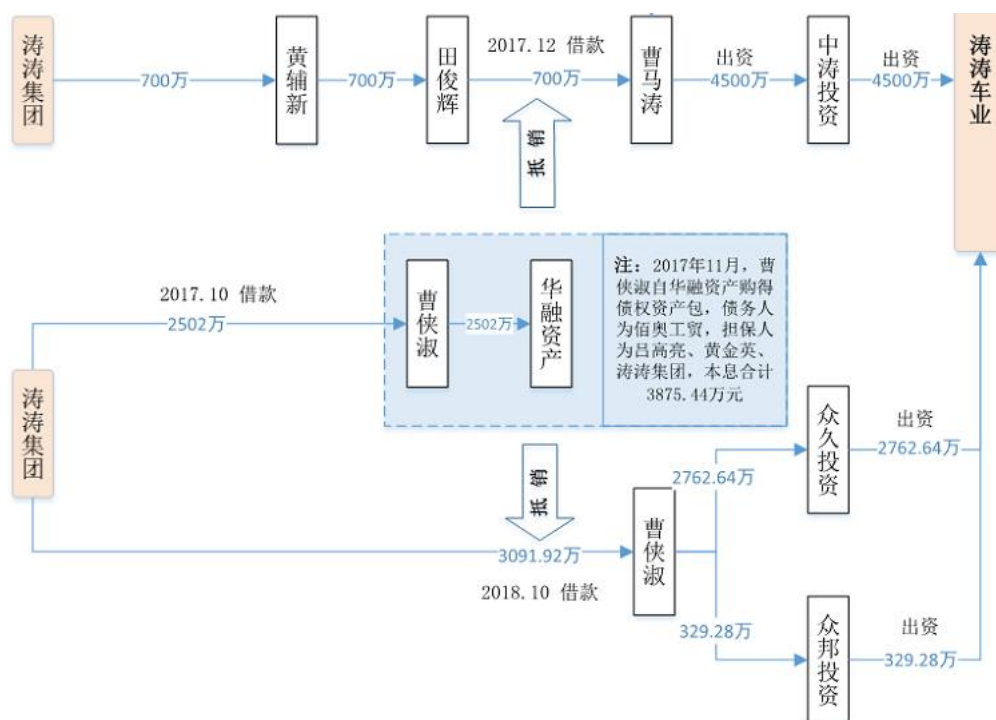 涛涛集团
700万
黄辅新
700万
田俊辉
2017.12 借款
700万
曹马涛
出资
4500万
中涛投资
出资
4500万
涛涛车业
抵销
2017.10 借款
2502万
曹侠淑
2502万
华融资产
注：2017年11月，曹
侠淑自华融资产购得
债权资产包，债务人
为佰奥工贸，担保人
为吕高亮、黄金英、
涛涛集团，本息合计
3875.44万元
涛涛集团
抵销
3091.92万
2018.10 借款
曹侠淑
2762.64万
众久投资
出资
2762.64万
329.28万
众邦投资
出资
329.28万